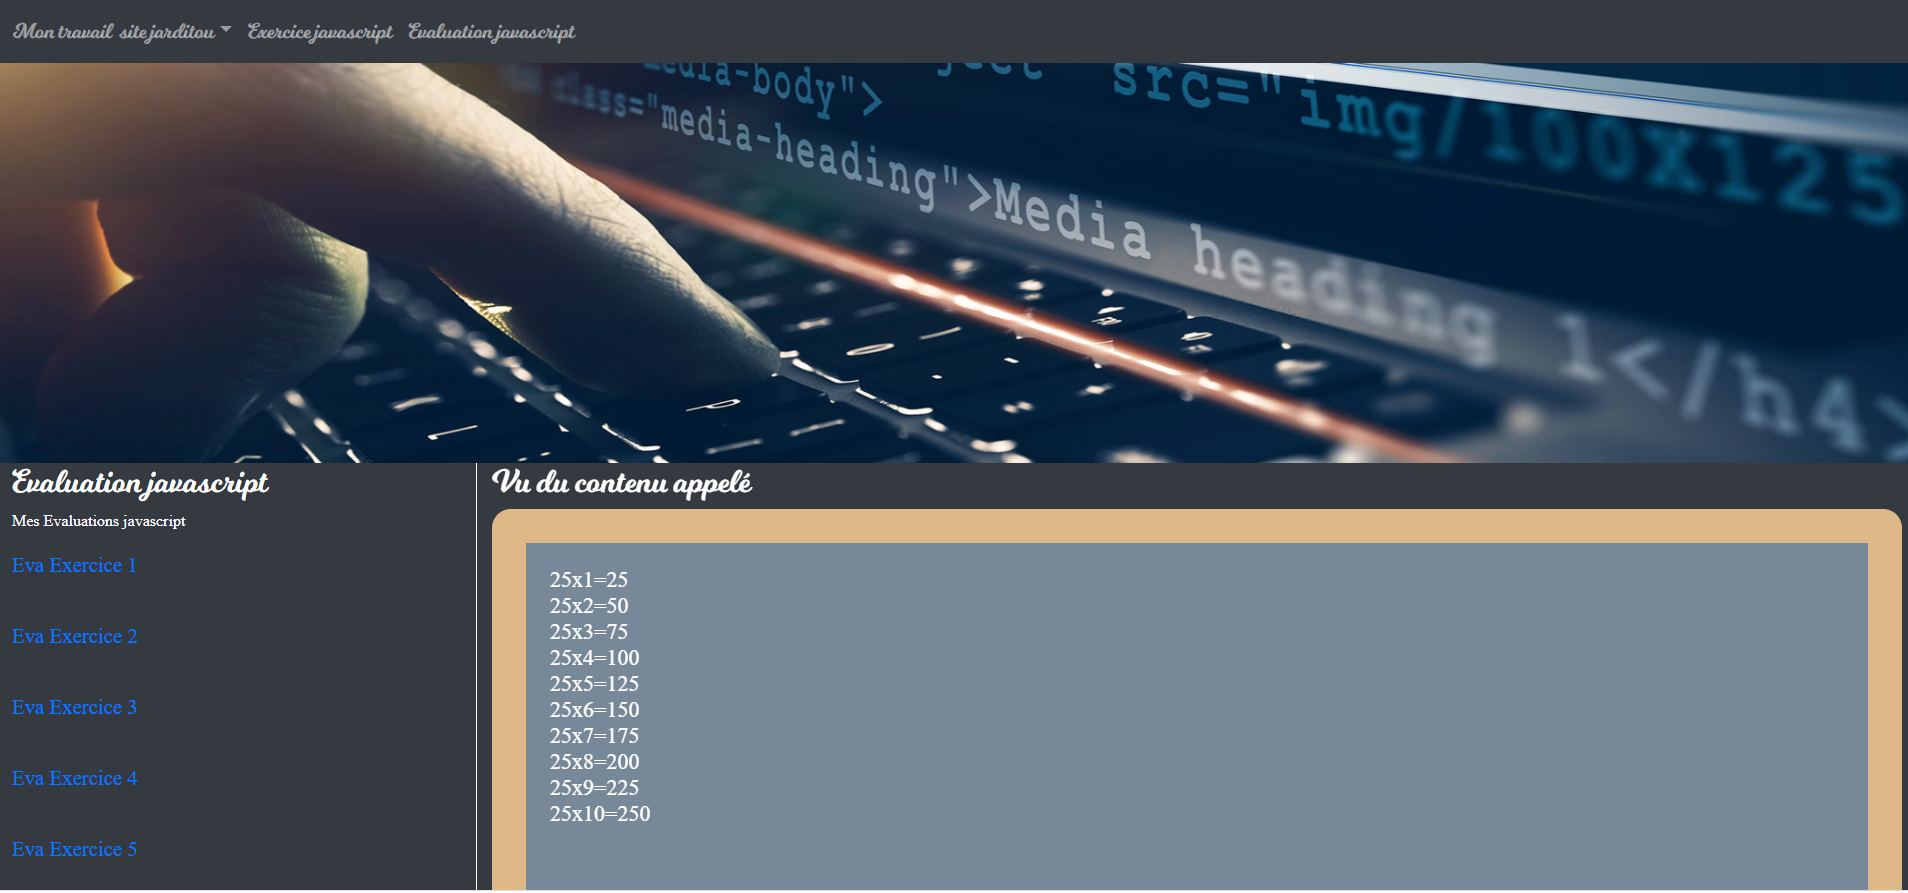 Mon travail site jarditou Exercice javascript Evaluation javascript
media-body">
ject src="img/100X125
class="media-heading">Media heading 1</h4>
Evaluation javascript
Mes Evaluations javascript
Eva Exercice 1
Eva Exercice 2
Eva Exercice 3
Eva Exercice 4
Eva Exercice 5
Vu du contenu appelé
25x1=25
25x2=50
25x3=75
25x4=100
25x5=125
25x6=150
25x7=175
25x8=200
25x9=225
25x10=250